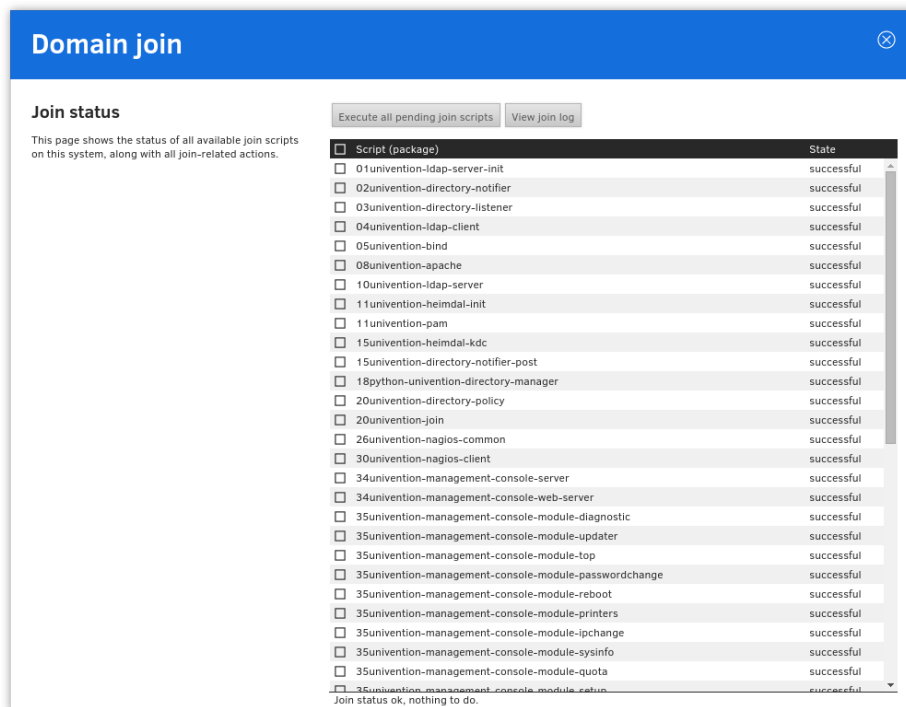 Domain join
Join status
This page shows the status of all available join scripts
on this system, along with all join-related actions.
Execute all pending join scripts View join log
Script (package) State
01univention-ldap-server-init successful
02univention-directory-notifier successful
03univention-directory-listener successful
04univention-ldap-client successful
05univention-bind successful
08univention-apache successful
10univention-ldap-server successful
11univention-heimdal-init successful
11univention-pam successful
15univention-heimdal-kdc successful
15univention-directory-notifier-post successful
18python-univention-directory-manager successful
20univention-directory-policy successful
20univention-join successful
26univention-nagios-common successful
30univention-nagios-client successful
34univention-management-console-server successful
34univention-management-console-web-server successful
35univention-management-console-module-diagnostic successful
35univention-management-console-module-updater successful
35univention-management-console-module-top successful
35univention-management-console-module-passwordchange successful
35univention-management-console-module-reboot successful
35univention-management-console-module-printers successful
35univention-management-console-module-ipchange successful
35univention-management-console-module-sysinfo successful
35univention-management-console-module-quota successful
35univention-management-console-module-setup successful
Join status ok, nothing to do.